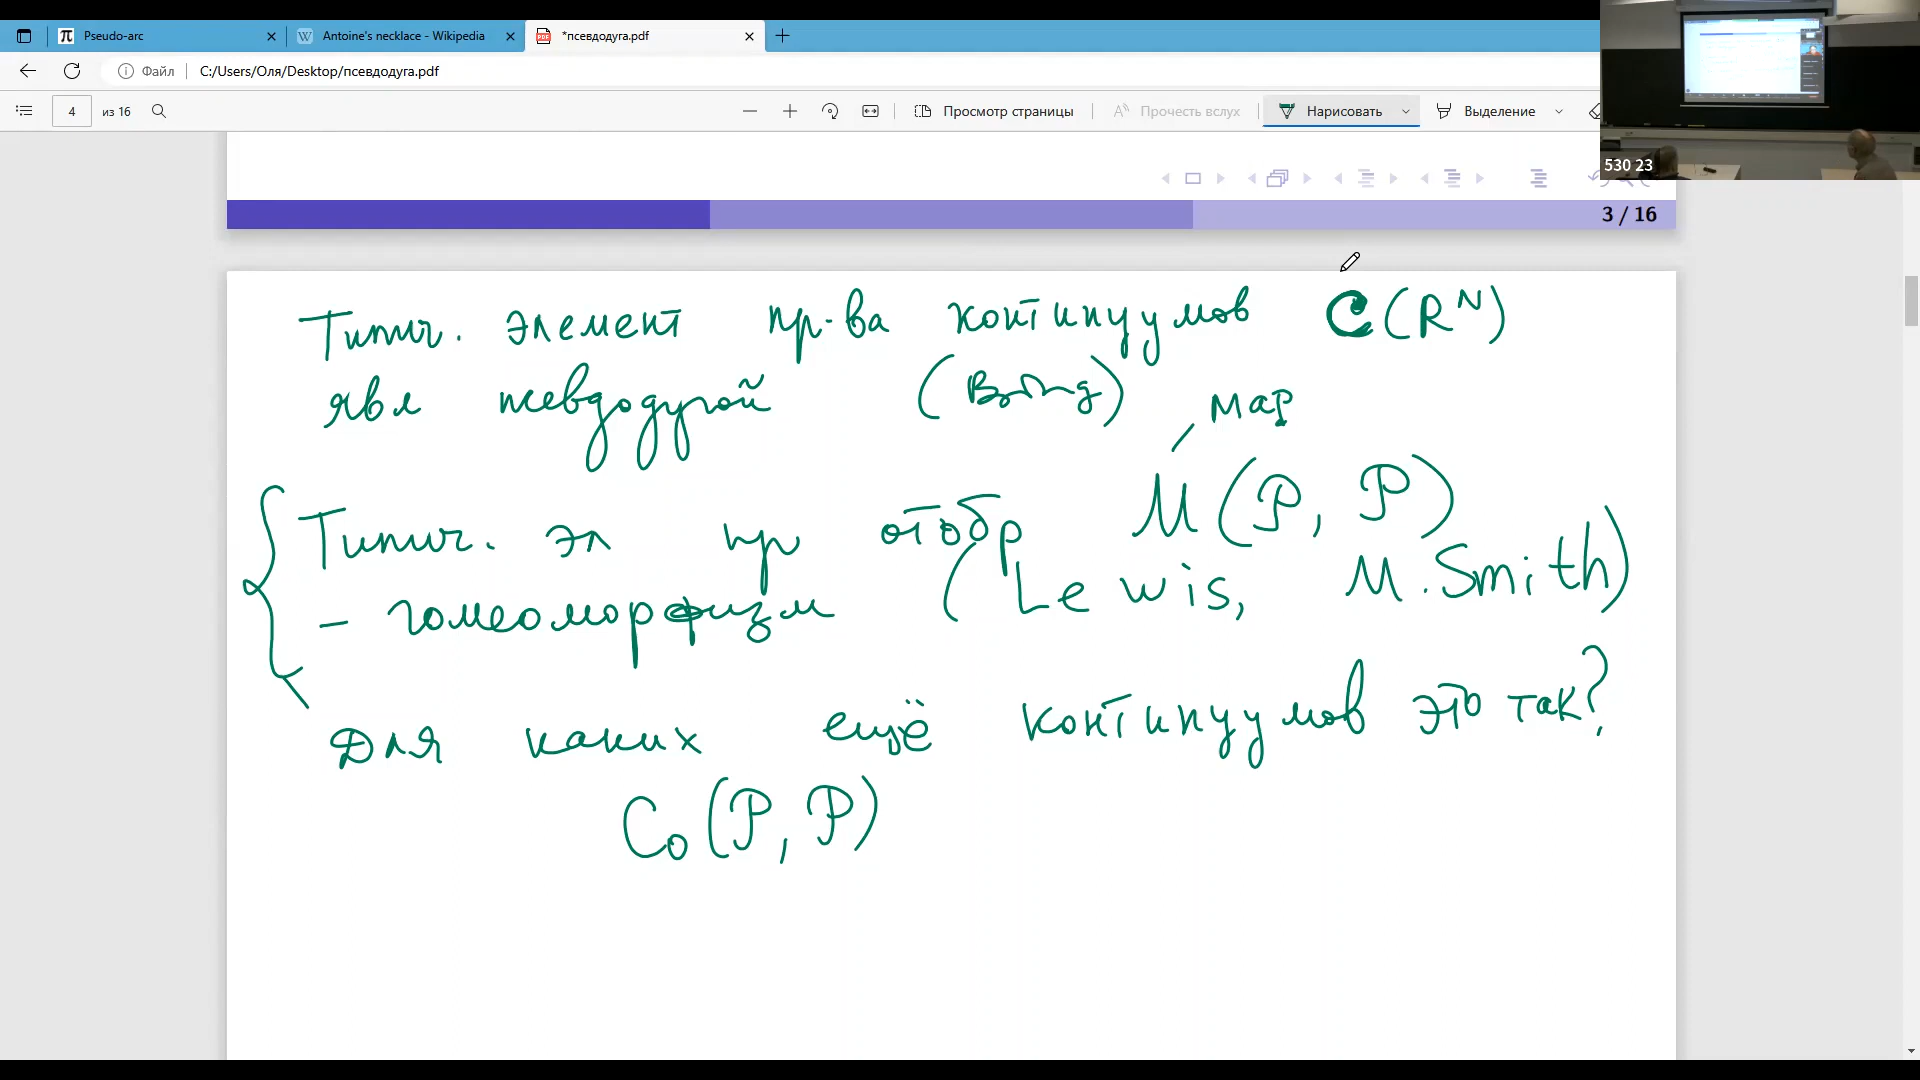 Pseudo-arc
Antoine's necklace - Wikipedia
*псевдодуга.pdf
Файл
C:/Users/Оля/Desktop/псевдодуга.pdf
4 из 16
Просмотр страницы
Прочесть вслух
Нарисовать
Выделение
530 23
3 / 16
Типич. элемент пр-ва континуумов C(R^N)
явл псевдодугой (Bing)
map
Типич. эл пр отобр M(P, P)
- гомеоморфизм (Lewis, M. Smith)
Для каких ещё континуумов это так?
C₀(P, P)